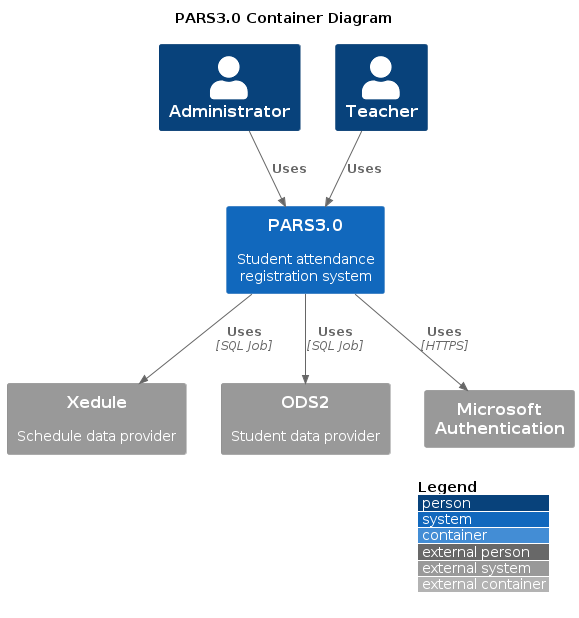 PARS3.0 Container Diagram
Administrator
Teacher
Uses
Uses
PARS3.0
Student attendance
registration system
Uses
[SQL Job]
Uses
[SQL Job]
Uses
[HTTPS]
Xedule
Schedule data provider
ODS2
Student data provider
Microsoft
Authentication
Legend
person
system
container
external person
external system
external container